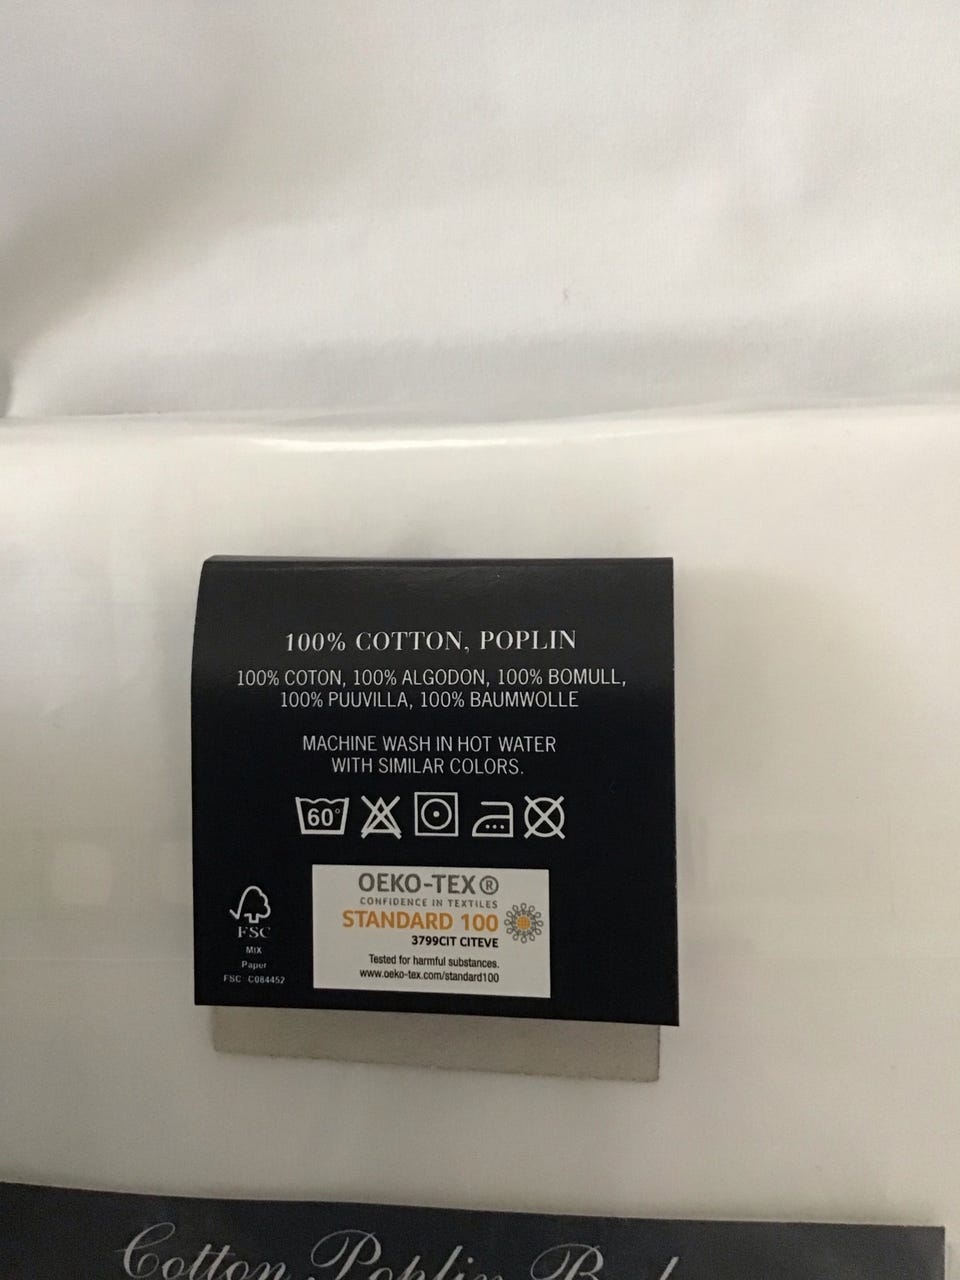 100% COTTON, POPLIN
100% COTON, 100% ALGODON, 100% BOMULL,
100% PUUVILLA, 100% BAUMWOLLE
MACHINE WASH IN HOT WATER
WITH SIMILAR COLORS.
60°
OEKO-TEX®
CONFIDENCE IN TEXTILES
STANDARD 100
3799CIT CITEVE
Tested for harmful substances.
www.oeko-tex.com/standard100
FSC
MIX
Paper
FSC C084452
Cotton Poplin